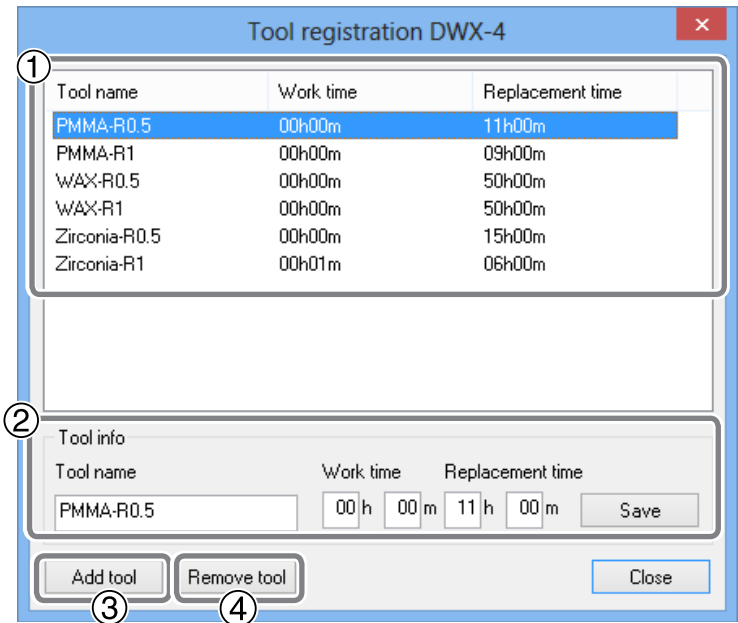 Tool registration DWX-4
①
Tool name Work time Replacement time
PMMA-R0.5 00h00m 11h00m
PMMA-R1 00h00m 09h00m
WAX-R0.5 00h00m 50h00m
WAX-R1 00h00m 50h00m
Zirconia-R0.5 00h00m 15h00m
Zirconia-R1 00h01m 06h00m
②
Tool info
Tool name Work time Replacement time
PMMA-R0.5 00 h 00 m 11 h 00 m Save
Add tool Remove tool Close
③ ④